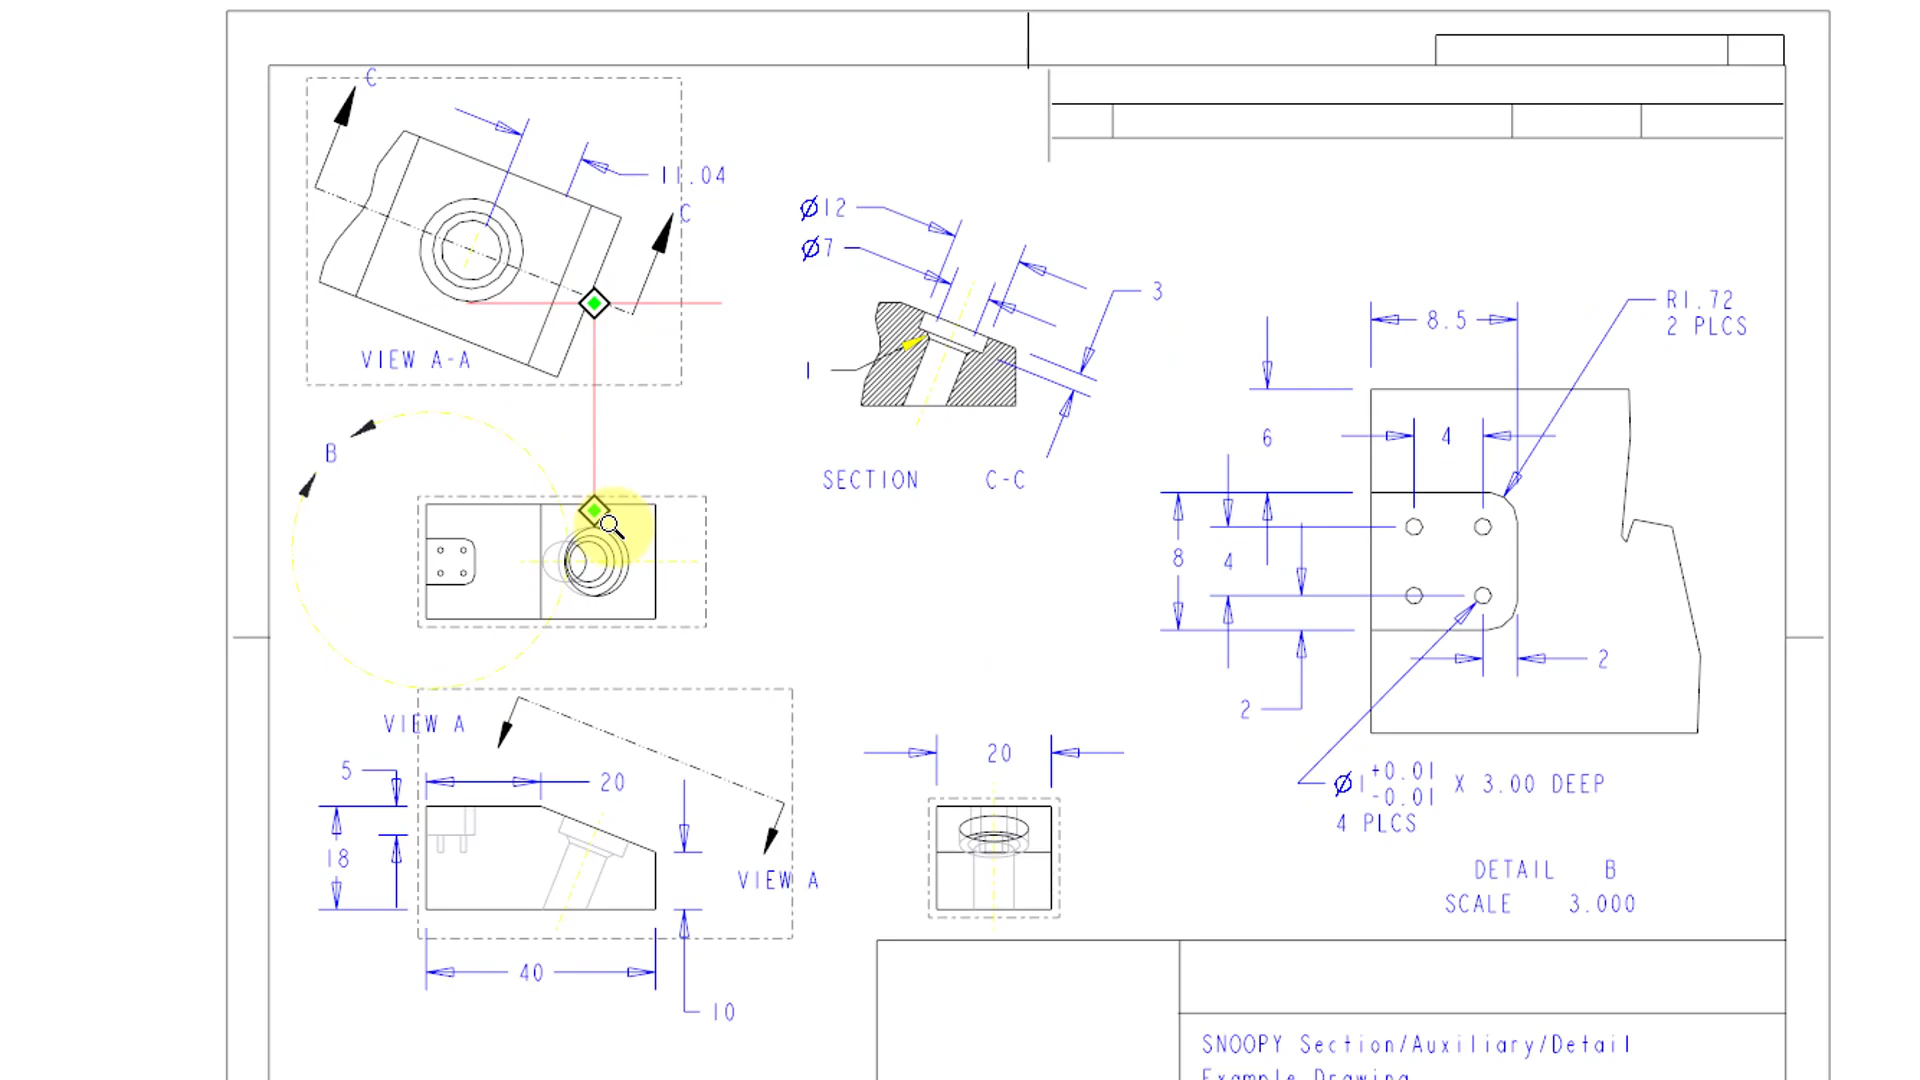 C
11.04
C
VIEW A-A
Ø12
Ø7
3
1
SECTION C-C
R1.72
2 PLCS
8.5
6
4
8
4
2
2
Ø1 +0.01 -0.01 X 3.00 DEEP
4 PLCS
DETAIL B
SCALE 3.000
B
VIEW A
5
20
18
VIEW A
40
10
20
SNOOPY Section/Auxiliary/Detail
Example Drawing